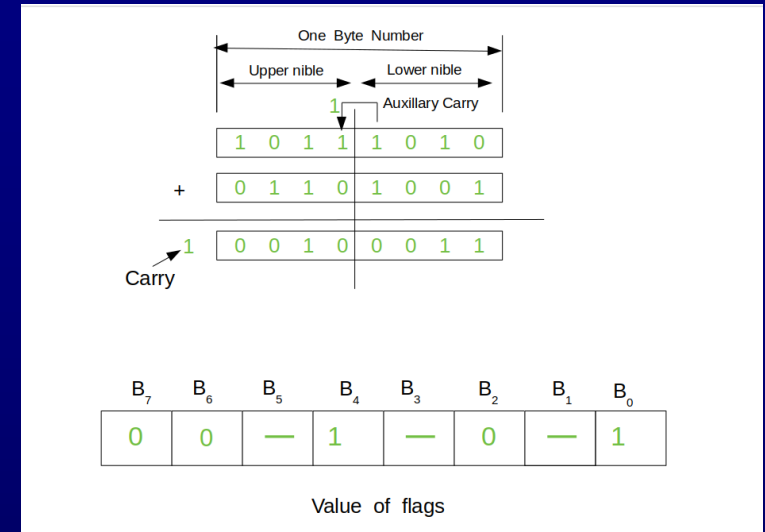 One Byte Number
Upper nible Lower nible
1 Auxillary Carry
1 0 1 1 1 0 1 0
+ 0 1 1 0 1 0 0 1
1 0 0 1 0 0 0 1 1
Carry
B7 B6 B5 B4 B3 B2 B1 B0
0 0 — 1 — 0 — 1
Value of flags